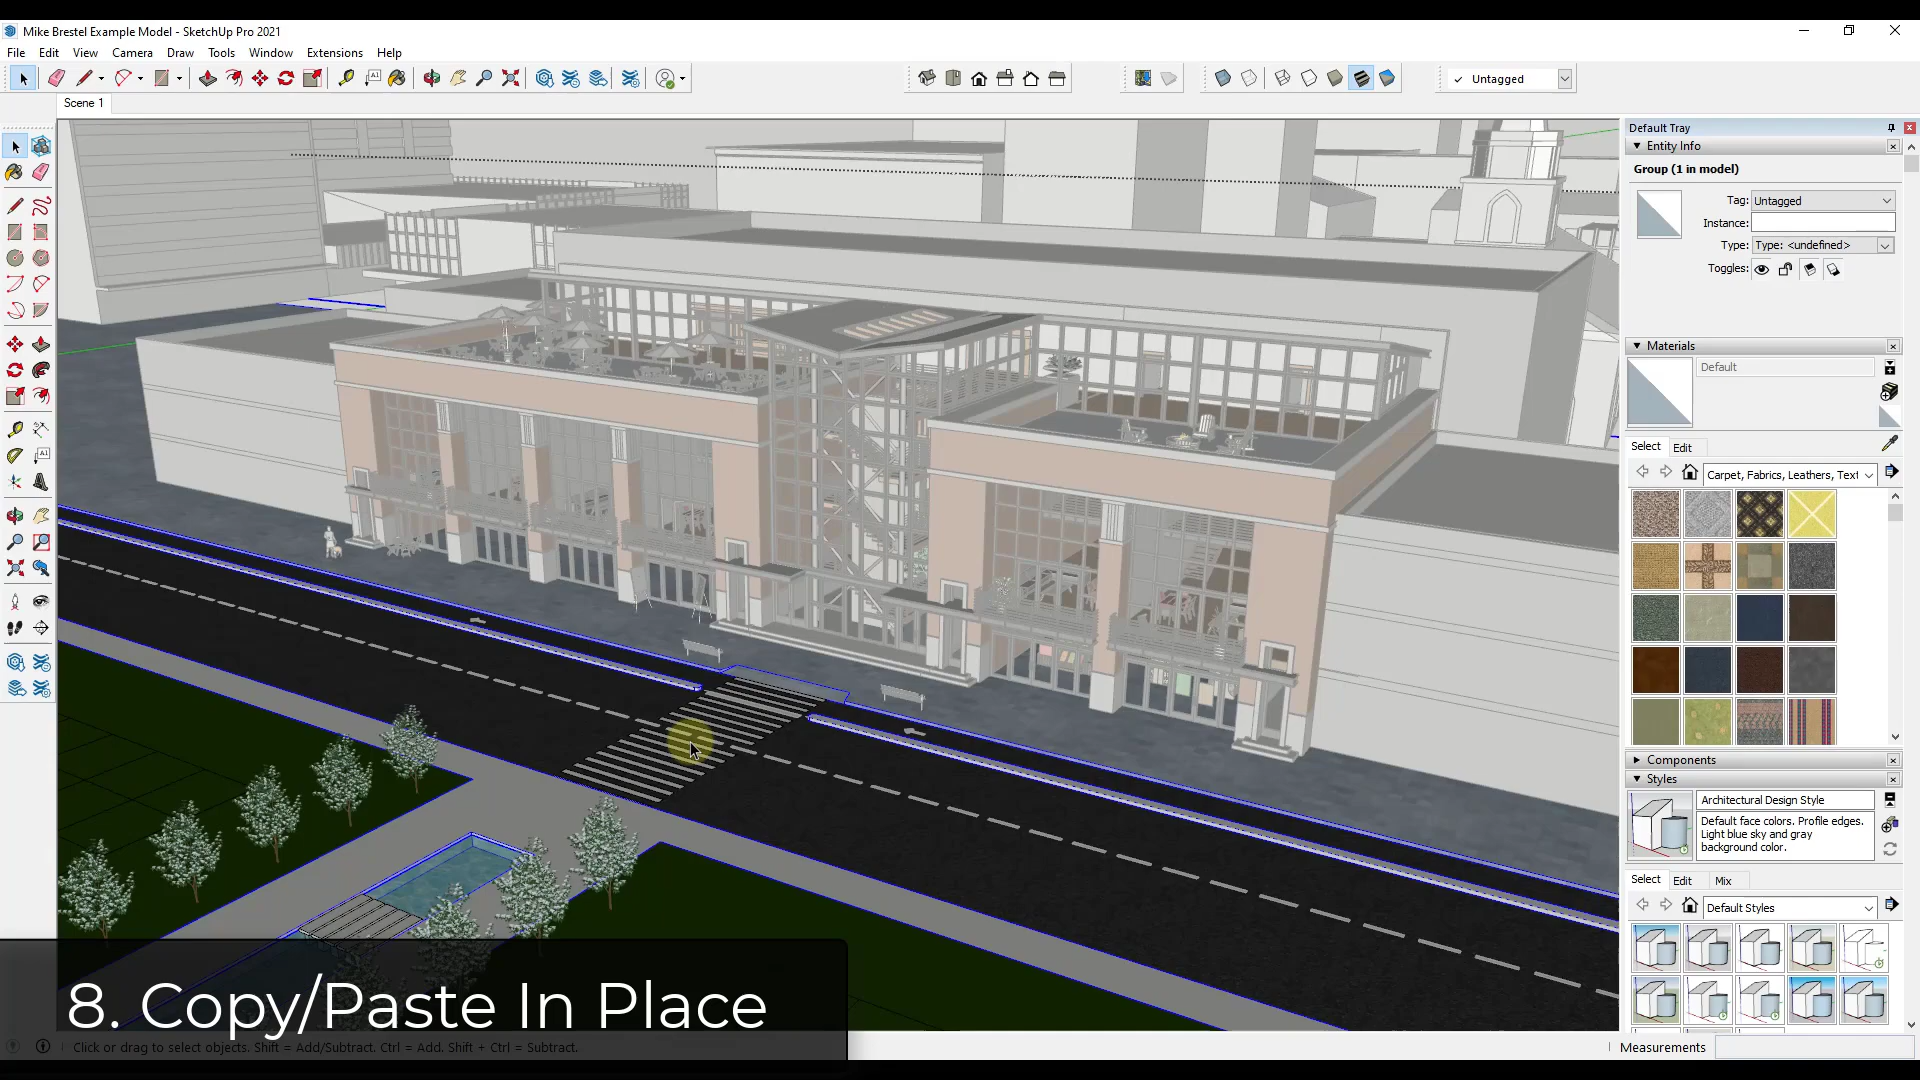 Mike Brestel Example Model - SketchUp Pro 2021
File Edit View Camera Draw Tools Window Extensions Help
Untagged
Scene 1
Default Tray
Entity Info
Group (1 in model)
Tag: Untagged
Instance:
Type: Type: <undefined>
Toggles:
Materials
Default
Select Edit
Carpet, Fabrics, Leathers, Text
Components
Styles
Architectural Design Style
Default face colors. Profile edges.
Light blue sky and gray
background color.
Select Edit Mix
Default Styles
8. Copy/Paste In Place
Click or drag to select objects. Shift = Add/Subtract. Ctrl = Add. Shift + Ctrl = Subtract.
Measurements